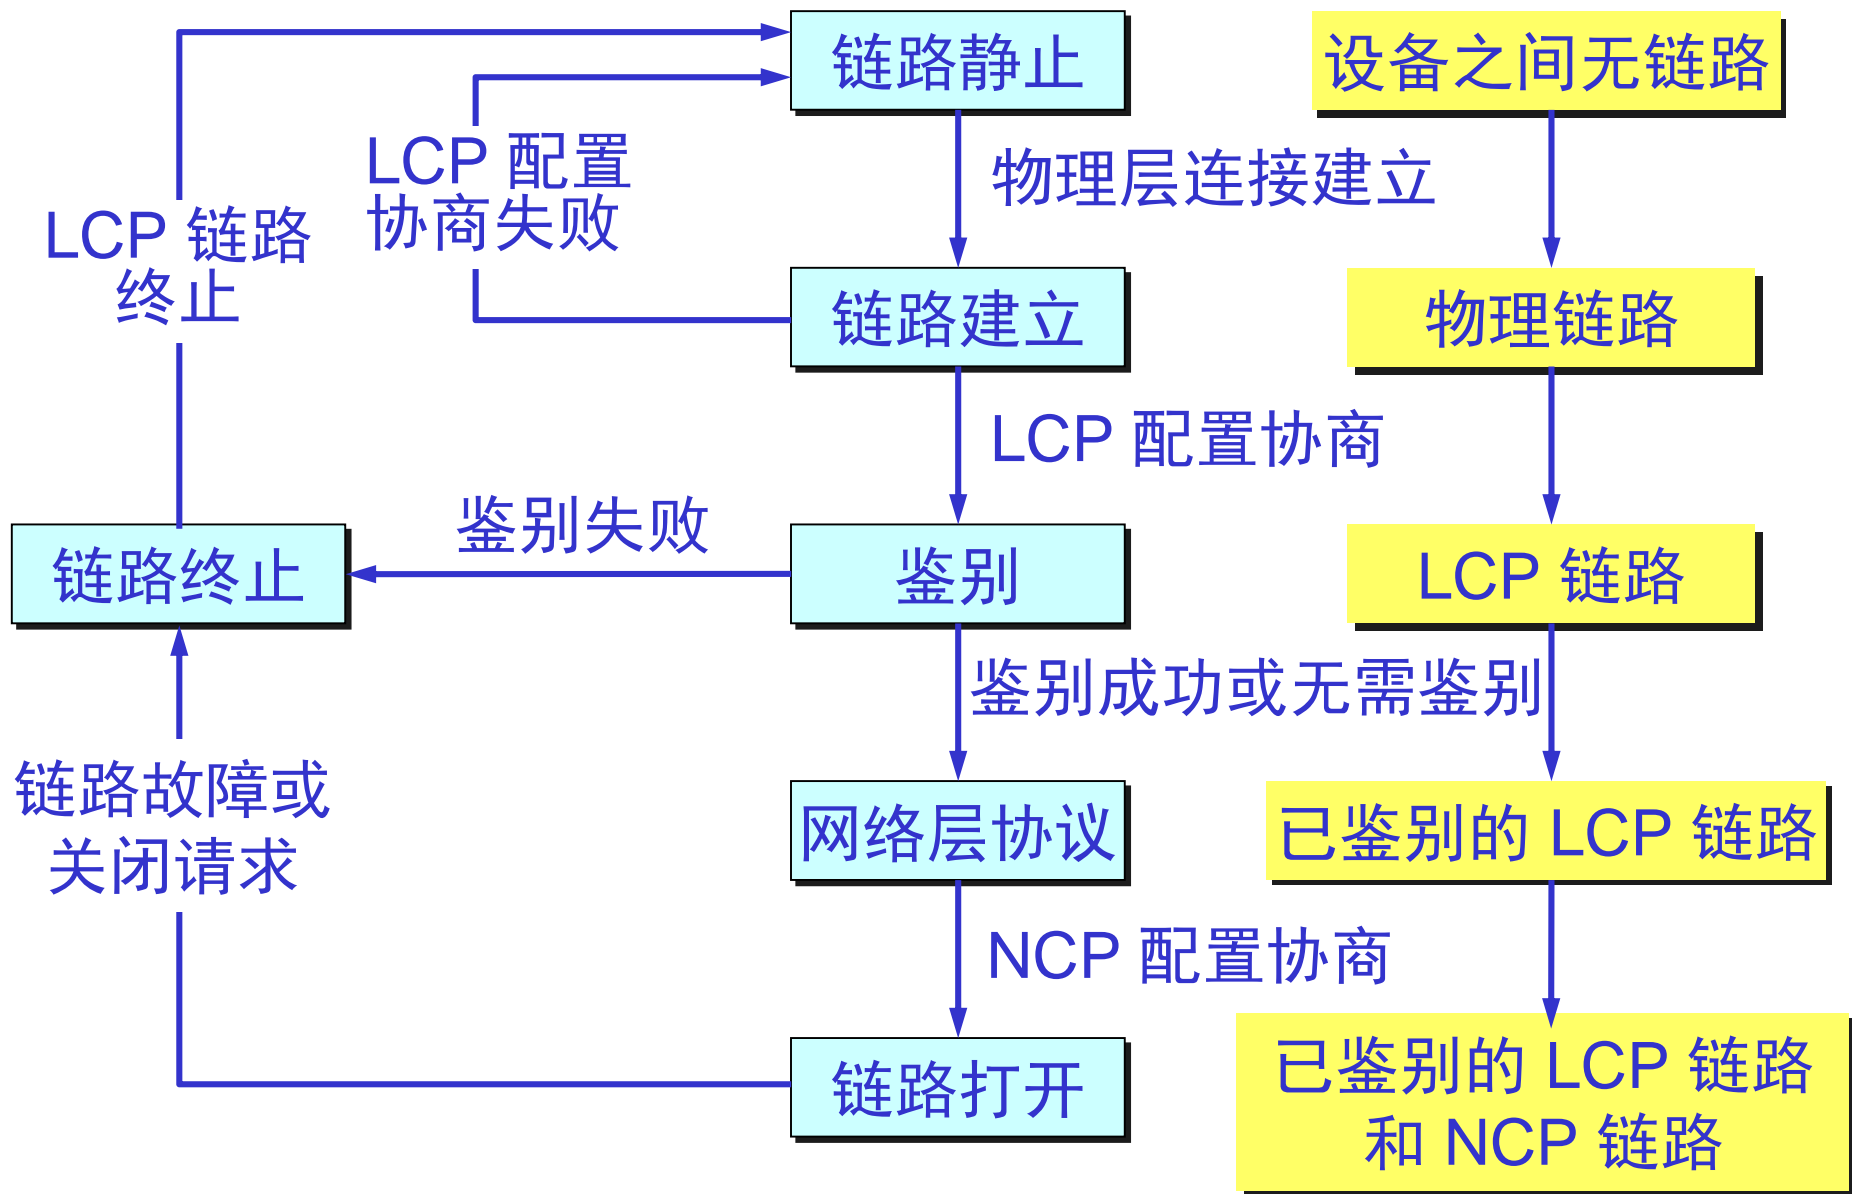 链路静止
设备之间无链路
LCP 配置
协商失败
物理层连接建立
LCP 链路
终止
链路建立
物理链路
LCP 配置协商
鉴别失败
链路终止
鉴别
LCP 链路
鉴别成功或无需鉴别
链路故障或
关闭请求
网络层协议
已鉴别的 LCP 链路
NCP 配置协商
链路打开
已鉴别的 LCP 链路
和 NCP 链路